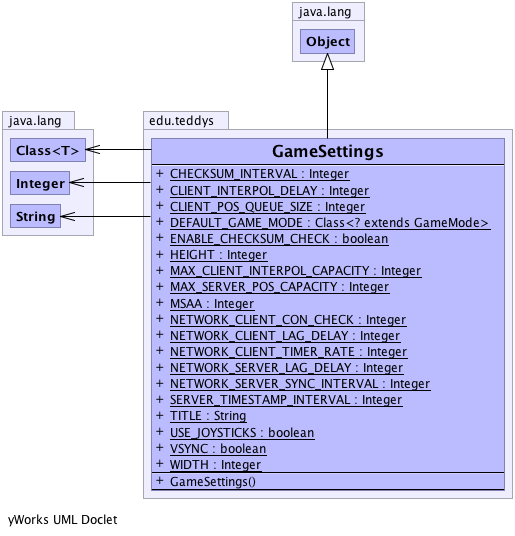 java.lang
Object
java.lang
Class<T>
Integer
String
edu.teddys
GameSettings
+ CHECKSUM_INTERVAL : Integer
+ CLIENT_INTERPOL_DELAY : Integer
+ CLIENT_POS_QUEUE_SIZE : Integer
+ DEFAULT_GAME_MODE : Class<? extends GameMode>
+ ENABLE_CHECKSUM_CHECK : boolean
+ HEIGHT : Integer
+ MAX_CLIENT_INTERPOL_CAPACITY : Integer
+ MAX_SERVER_POS_CAPACITY : Integer
+ MSAA : Integer
+ NETWORK_CLIENT_CON_CHECK : Integer
+ NETWORK_CLIENT_LAG_DELAY : Integer
+ NETWORK_CLIENT_TIMER_RATE : Integer
+ NETWORK_SERVER_LAG_DELAY : Integer
+ NETWORK_SERVER_SYNC_INTERVAL : Integer
+ SERVER_TIMESTAMP_INTERVAL : Integer
+ TITLE : String
+ USE_JOYSTICKS : boolean
+ VSYNC : boolean
+ WIDTH : Integer
+ GameSettings()
yWorks UML Doclet